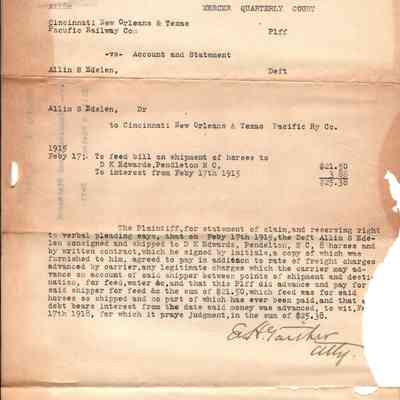 MERCER QUARTERLY COURT
Cincinnati New Orleans & Texas
Pacufic Railway Co: Plff
-vs- Account and Statement
Allin S Edelen, Deft
Allin S Edelen, Dr
to Cincinnati New Orleans & Texas Pacific Ry Co.
1915
Feby 17; To feed bill on shipment of horses to
D K Edwards, Pendleton N C, $21.50
To interest from Feby 17th 1915 3.88
$25.38
The Plaintiff, for statement of claim, and reserving right
to verbal pleading says, that on Feby 17th 1915, the Deft Allin S Ede-
len consigned and shipped to D K Edwards, Pendelton, N C, 8 horses and
by written contract, which he signed by initials, a copy of which was
furnished to him, agreed to pay in addition to rate of freight charges
advanced by carrier, any legitimate charges which the carrier may ad-
vance on account of said shipper between points of shipment and desti-
nation, for feed, water &c, and that this Plf did advance and pay for
said shipper for feed &c the sum of $21.50, which feed was for said
horses so shipped and no part of which has ever been paid, and that
debt bears interest from the date said money was advanced, to wit, 
17th 1918, for which it prays judgment, in the sum of $25.38.
Atty.